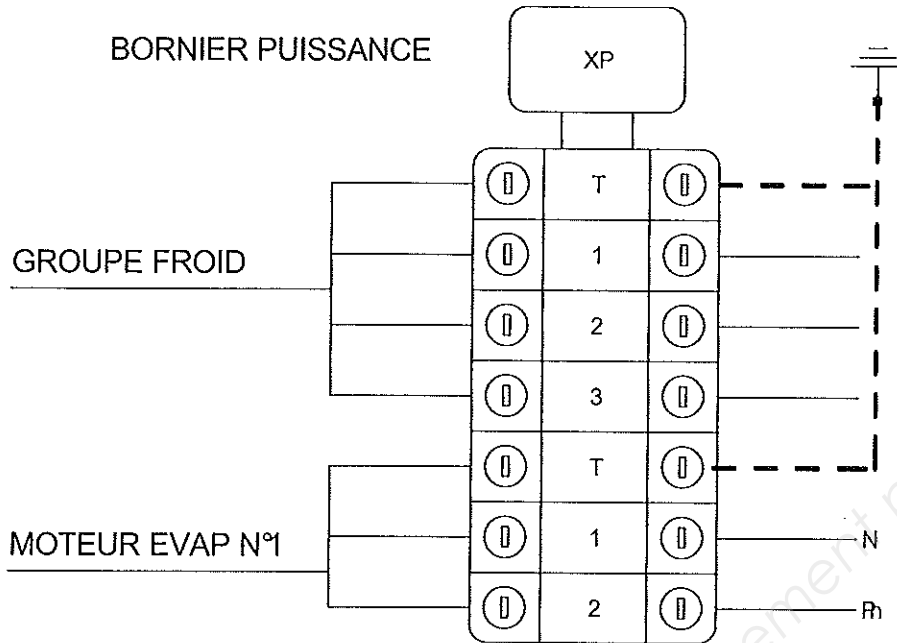 BORNIER PUISSANCE
XP
T
1
GROUPE FROID
2
3
T
1
N
MOTEUR EVAP N°1
2
Ph